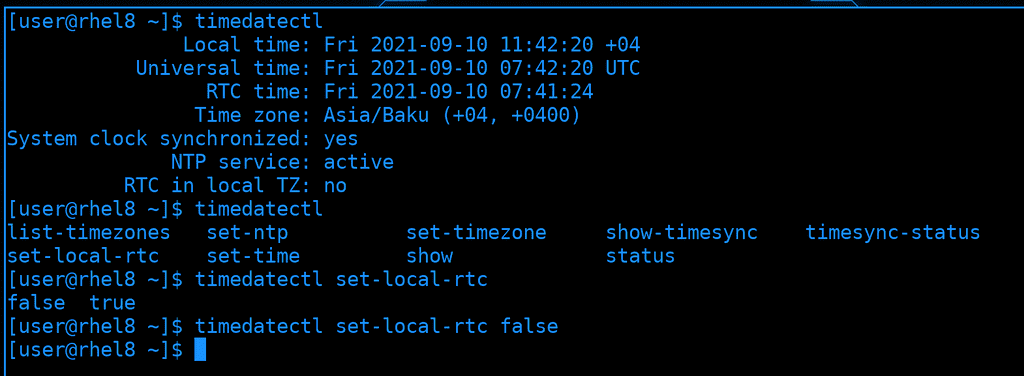 [user@rhel8 ~]$ timedatectl
Local time: Fri 2021-09-10 11:42:20 +04
Universal time: Fri 2021-09-10 07:42:20 UTC
RTC time: Fri 2021-09-10 07:41:24
Time zone: Asia/Baku (+04, +0400)
System clock synchronized: yes
NTP service: active
RTC in local TZ: no
[user@rhel8 ~]$ timedatectl
list-timezones set-ntp set-timezone show-timesync timesync-status
set-local-rtc set-time show status
[user@rhel8 ~]$ timedatectl set-local-rtc
false true
[user@rhel8 ~]$ timedatectl set-local-rtc false
[user@rhel8 ~]$